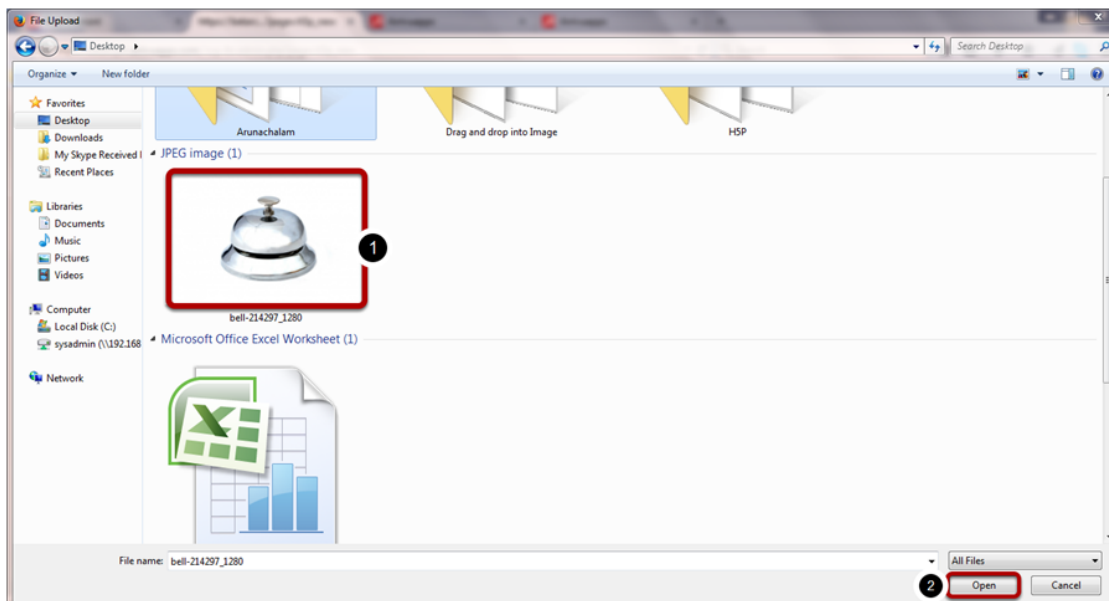 File Upload
Desktop
Search Desktop
Organize
New folder
Favorites
Desktop
Downloads
My Skype Received
Recent Places
Libraries
Documents
Music
Pictures
Videos
Computer
Local Disk (C:)
sysadmin (\\192.168
Network
Arunachalam
Drag and drop into Image
H5P
JPEG image (1)
1
bell-214297_1280
Microsoft Office Excel Worksheet (1)
File name: bell-214297_1280
All Files
2
Open
Cancel